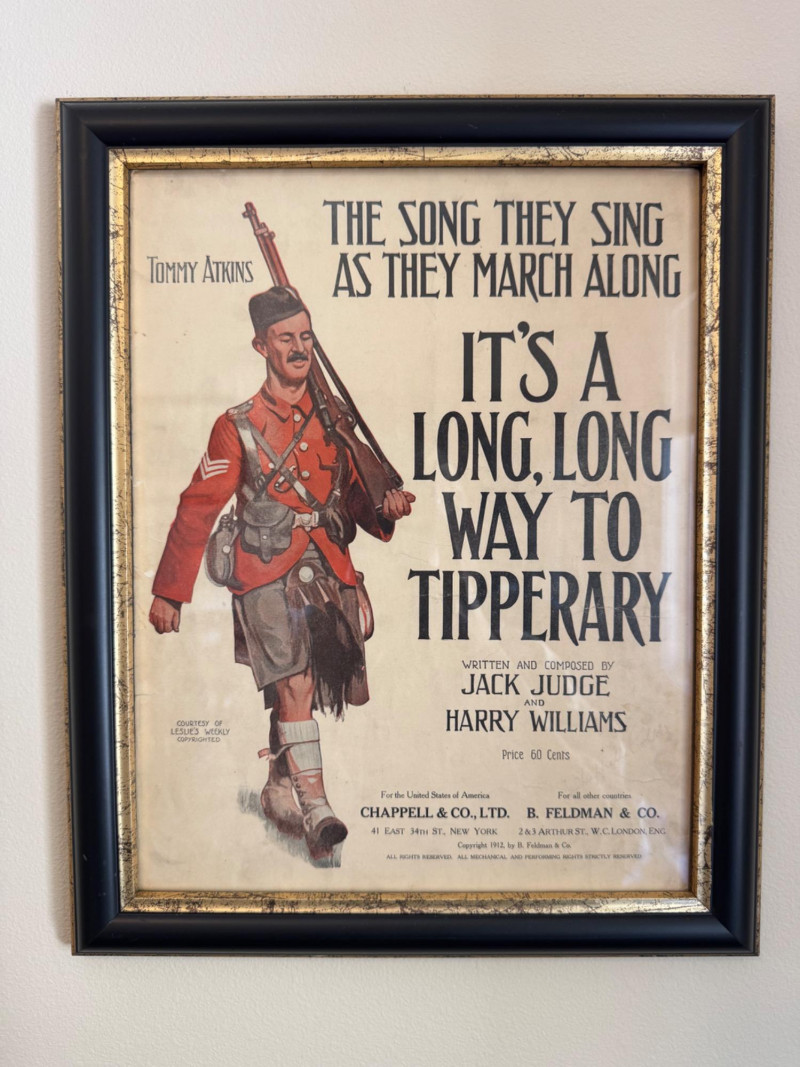 THE SONG THEY SING
AS THEY MARCH ALONG
TOMMY ATKINS
IT'S A
LONG, LONG
WAY TO
TIPPERARY
WRITTEN AND COMPOSED BY
JACK JUDGE
AND
HARRY WILLIAMS
Price 60 Cents
COURTESY OF
LESLIE'S WEEKLY
COPYRIGHTED
For the United States of America
CHAPPELL & CO., LTD.
41 EAST 34TH ST., NEW YORK
For all other countries
B. FELDMAN & CO.
2 & 3 ARTHUR ST., W.C. LONDON, ENG.
Copyright 1912, by B. Feldman & Co.
ALL RIGHTS RESERVED. ALL MECHANICAL AND PERFORMING RIGHTS STRICTLY RESERVED